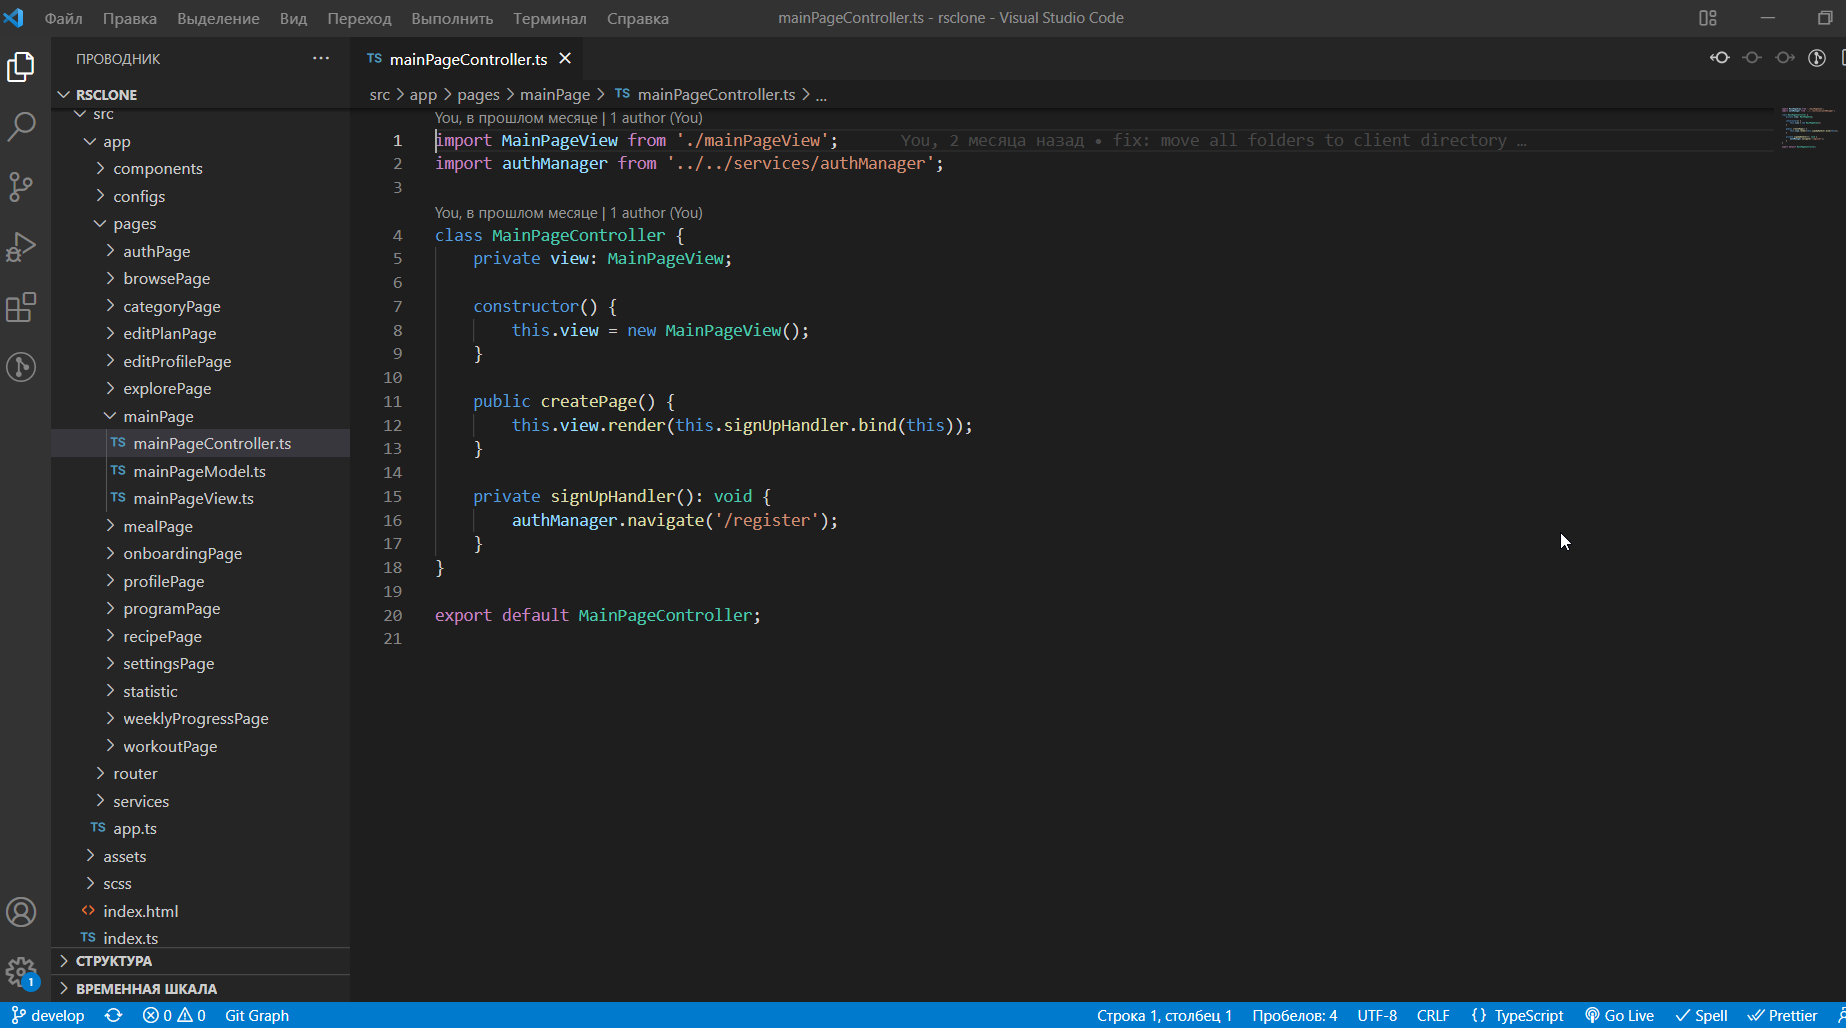 Файл Правка Выделение Вид Переход Выполнить Терминал Справка
mainPageController.ts - rsclone - Visual Studio Code
ПРОВОДНИК
RSCLONE
src
app
components
configs
pages
authPage
browsePage
categoryPage
editPlanPage
editProfilePage
explorePage
mainPage
TS mainPageController.ts
TS mainPageModel.ts
TS mainPageView.ts
mealPage
onboardingPage
profilePage
programPage
recipePage
settingsPage
statistic
weeklyProgressPage
workoutPage
router
services
TS app.ts
assets
scss
<> index.html
TS index.ts
СТРУКТУРА
ВРЕМЕННАЯ ШКАЛА
1
TS mainPageController.ts
src > app > pages > mainPage > TS mainPageController.ts > ...
You, в прошлом месяце | 1 author (You)
1 import MainPageView from './mainPageView'; You, 2 месяца назад • fix: move all folders to client directory …
2 import authManager from '../../services/authManager';
3
You, в прошлом месяце | 1 author (You)
4 class MainPageController {
5 private view: MainPageView;
6
7 constructor() {
8 this.view = new MainPageView();
9 }
10
11 public createPage() {
12 this.view.render(this.signUpHandler.bind(this));
13 }
14
15 private signUpHandler(): void {
16 authManager.navigate('/register');
17 }
18 }
19
20 export default MainPageController;
21
develop 0 0 Git Graph
Строка 1, столбец 1 Пробелов: 4 UTF-8 CRLF {} TypeScript Go Live Spell Prettier